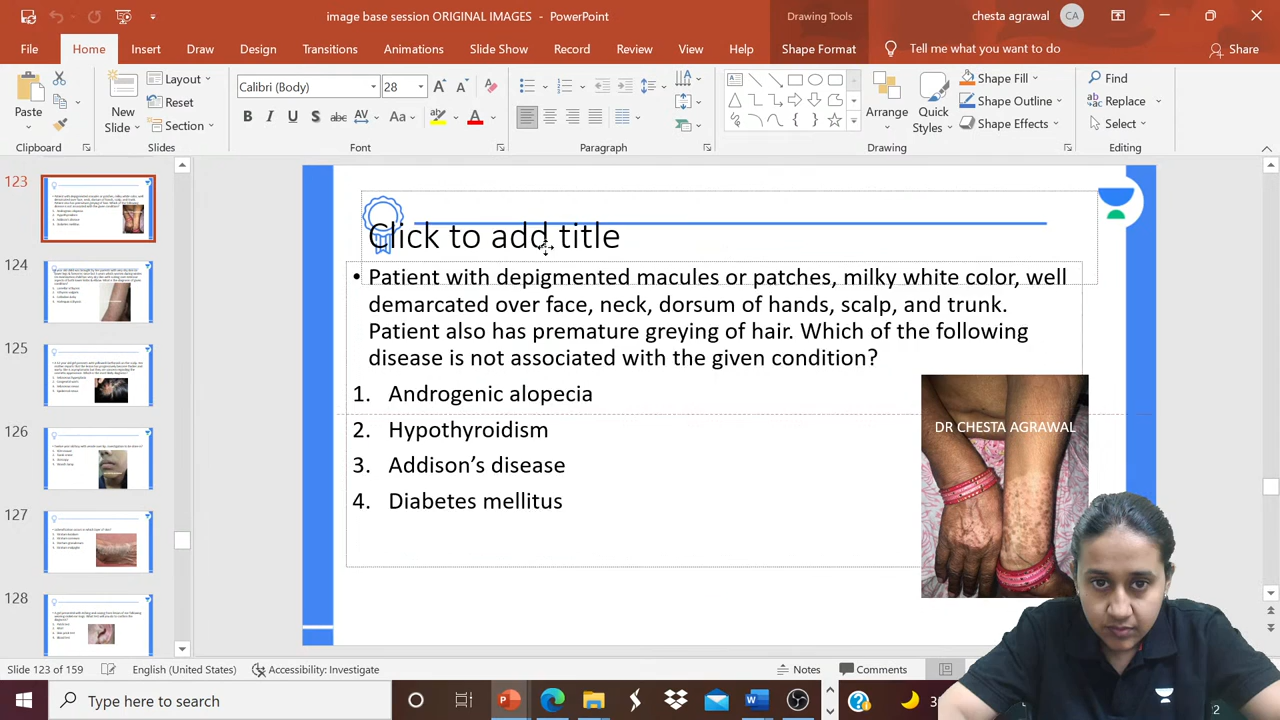 image base session ORIGINAL IMAGES - PowerPoint
Drawing Tools
chesta agrawal CA
File Home Insert Draw Design Transitions Animations Slide Show Record Review View Help Shape Format Tell me what you want to do Share
Paste
Clipboard
New Slide
Layout
Reset
Section
Slides
Calibri (Body) 28
Font
Paragraph
Arrange
Quick Styles
Shape Fill
Shape Outline
Shape Effects
Drawing
Find
Replace
Select
Editing
123
124
125
126
127
128
Click to add title
• Patient with depigmented macules or patches, milky white color, well
demarcated over face, neck, dorsum of hands, scalp, and trunk.
Patient also has premature greying of hair. Which of the following
disease is not associated with the given condition?
1. Androgenic alopecia
2. Hypothyroidism
3. Addison's disease
4. Diabetes mellitus
DR CHESTA AGRAWAL
Slide 123 of 159 English (United States) Accessibility: Investigate Notes Comments
Type here to search